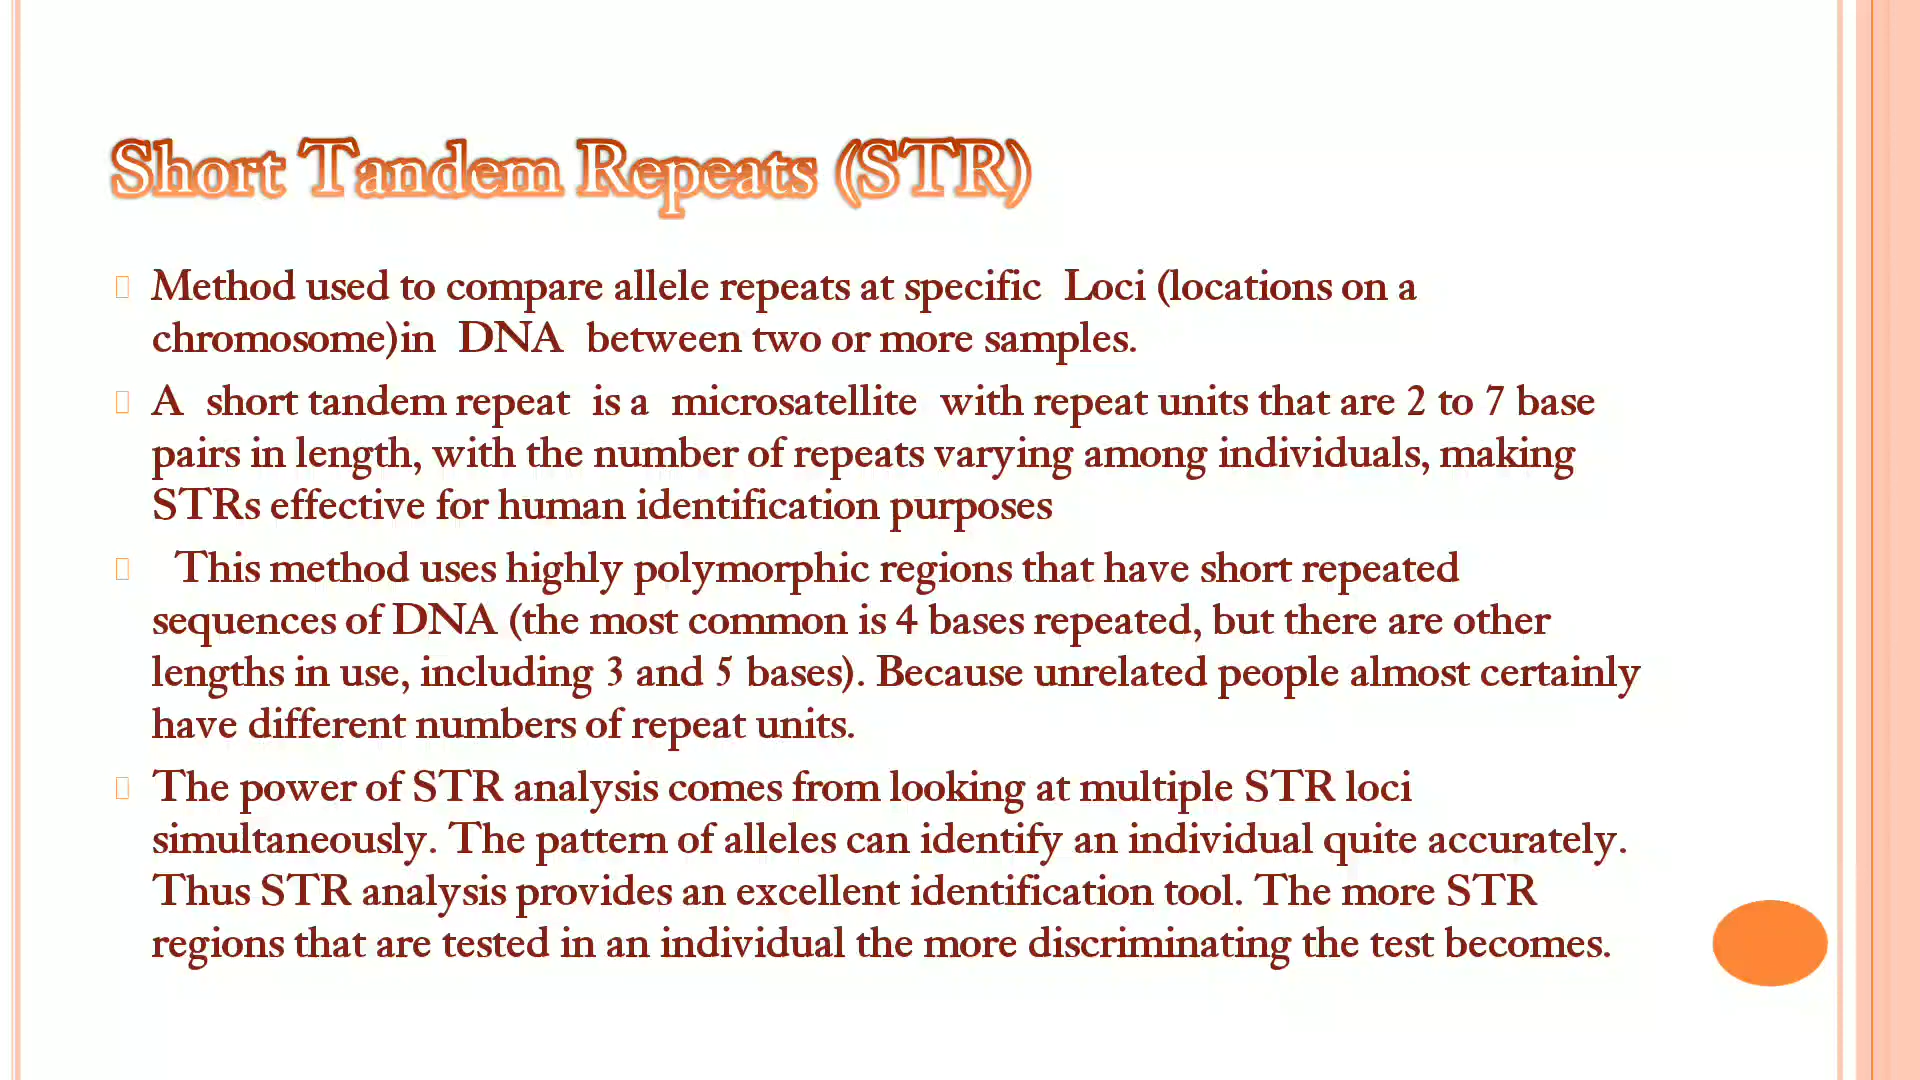 Short Tandem Repeats (STR)
Method used to compare allele repeats at specific  Loci (locations on a
chromosome)in  DNA  between two or more samples.
A  short tandem repeat  is a  microsatellite  with repeat units that are 2 to 7 base
pairs in length, with the number of repeats varying among individuals, making
STRs effective for human identification purposes
This method uses highly polymorphic regions that have short repeated
sequences of DNA (the most common is 4 bases repeated, but there are other
lengths in use, including 3 and 5 bases). Because unrelated people almost certainly
have different numbers of repeat units.
The power of STR analysis comes from looking at multiple STR loci
simultaneously. The pattern of alleles can identify an individual quite accurately.
Thus STR analysis provides an excellent identification tool. The more STR
regions that are tested in an individual the more discriminating the test becomes.